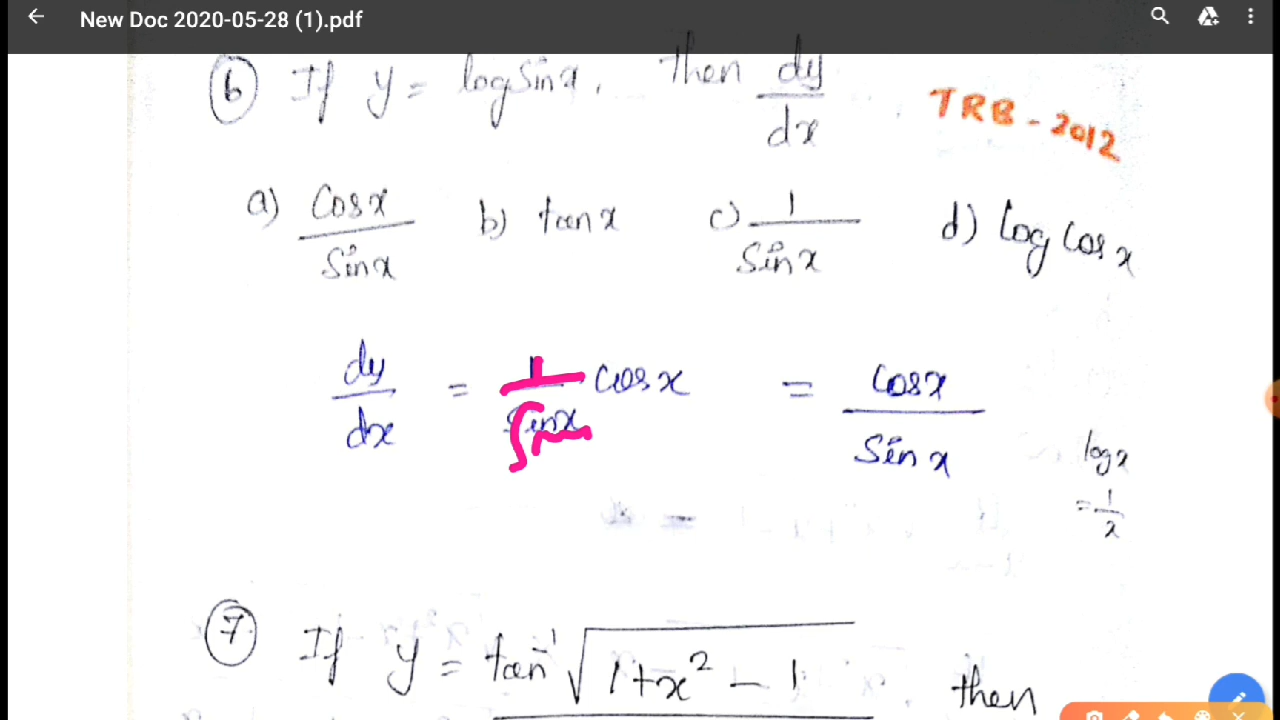 New Doc 2020-05-28 (1).pdf
6 If y = log sin x, then dy/dx
TRB - 2012
a) Cos x / Sin x b) tan x c) 1 / Sin x d) log Cos x
dy/dx = 1/sin x cos x = Cos x / Sin x
log x
= 1/x
7 If y = tan⁻¹ √1+x² - 1 then